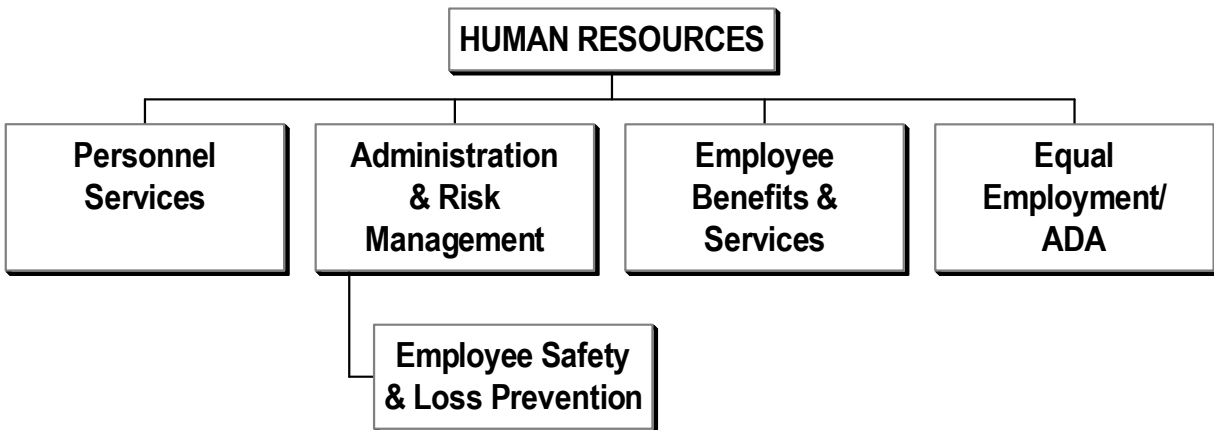 HUMAN RESOURCES
Personnel
Services
Administration
& Risk
Management
Employee
Benefits &
Services
Equal
Employment/
ADA
Employee Safety
& Loss Prevention